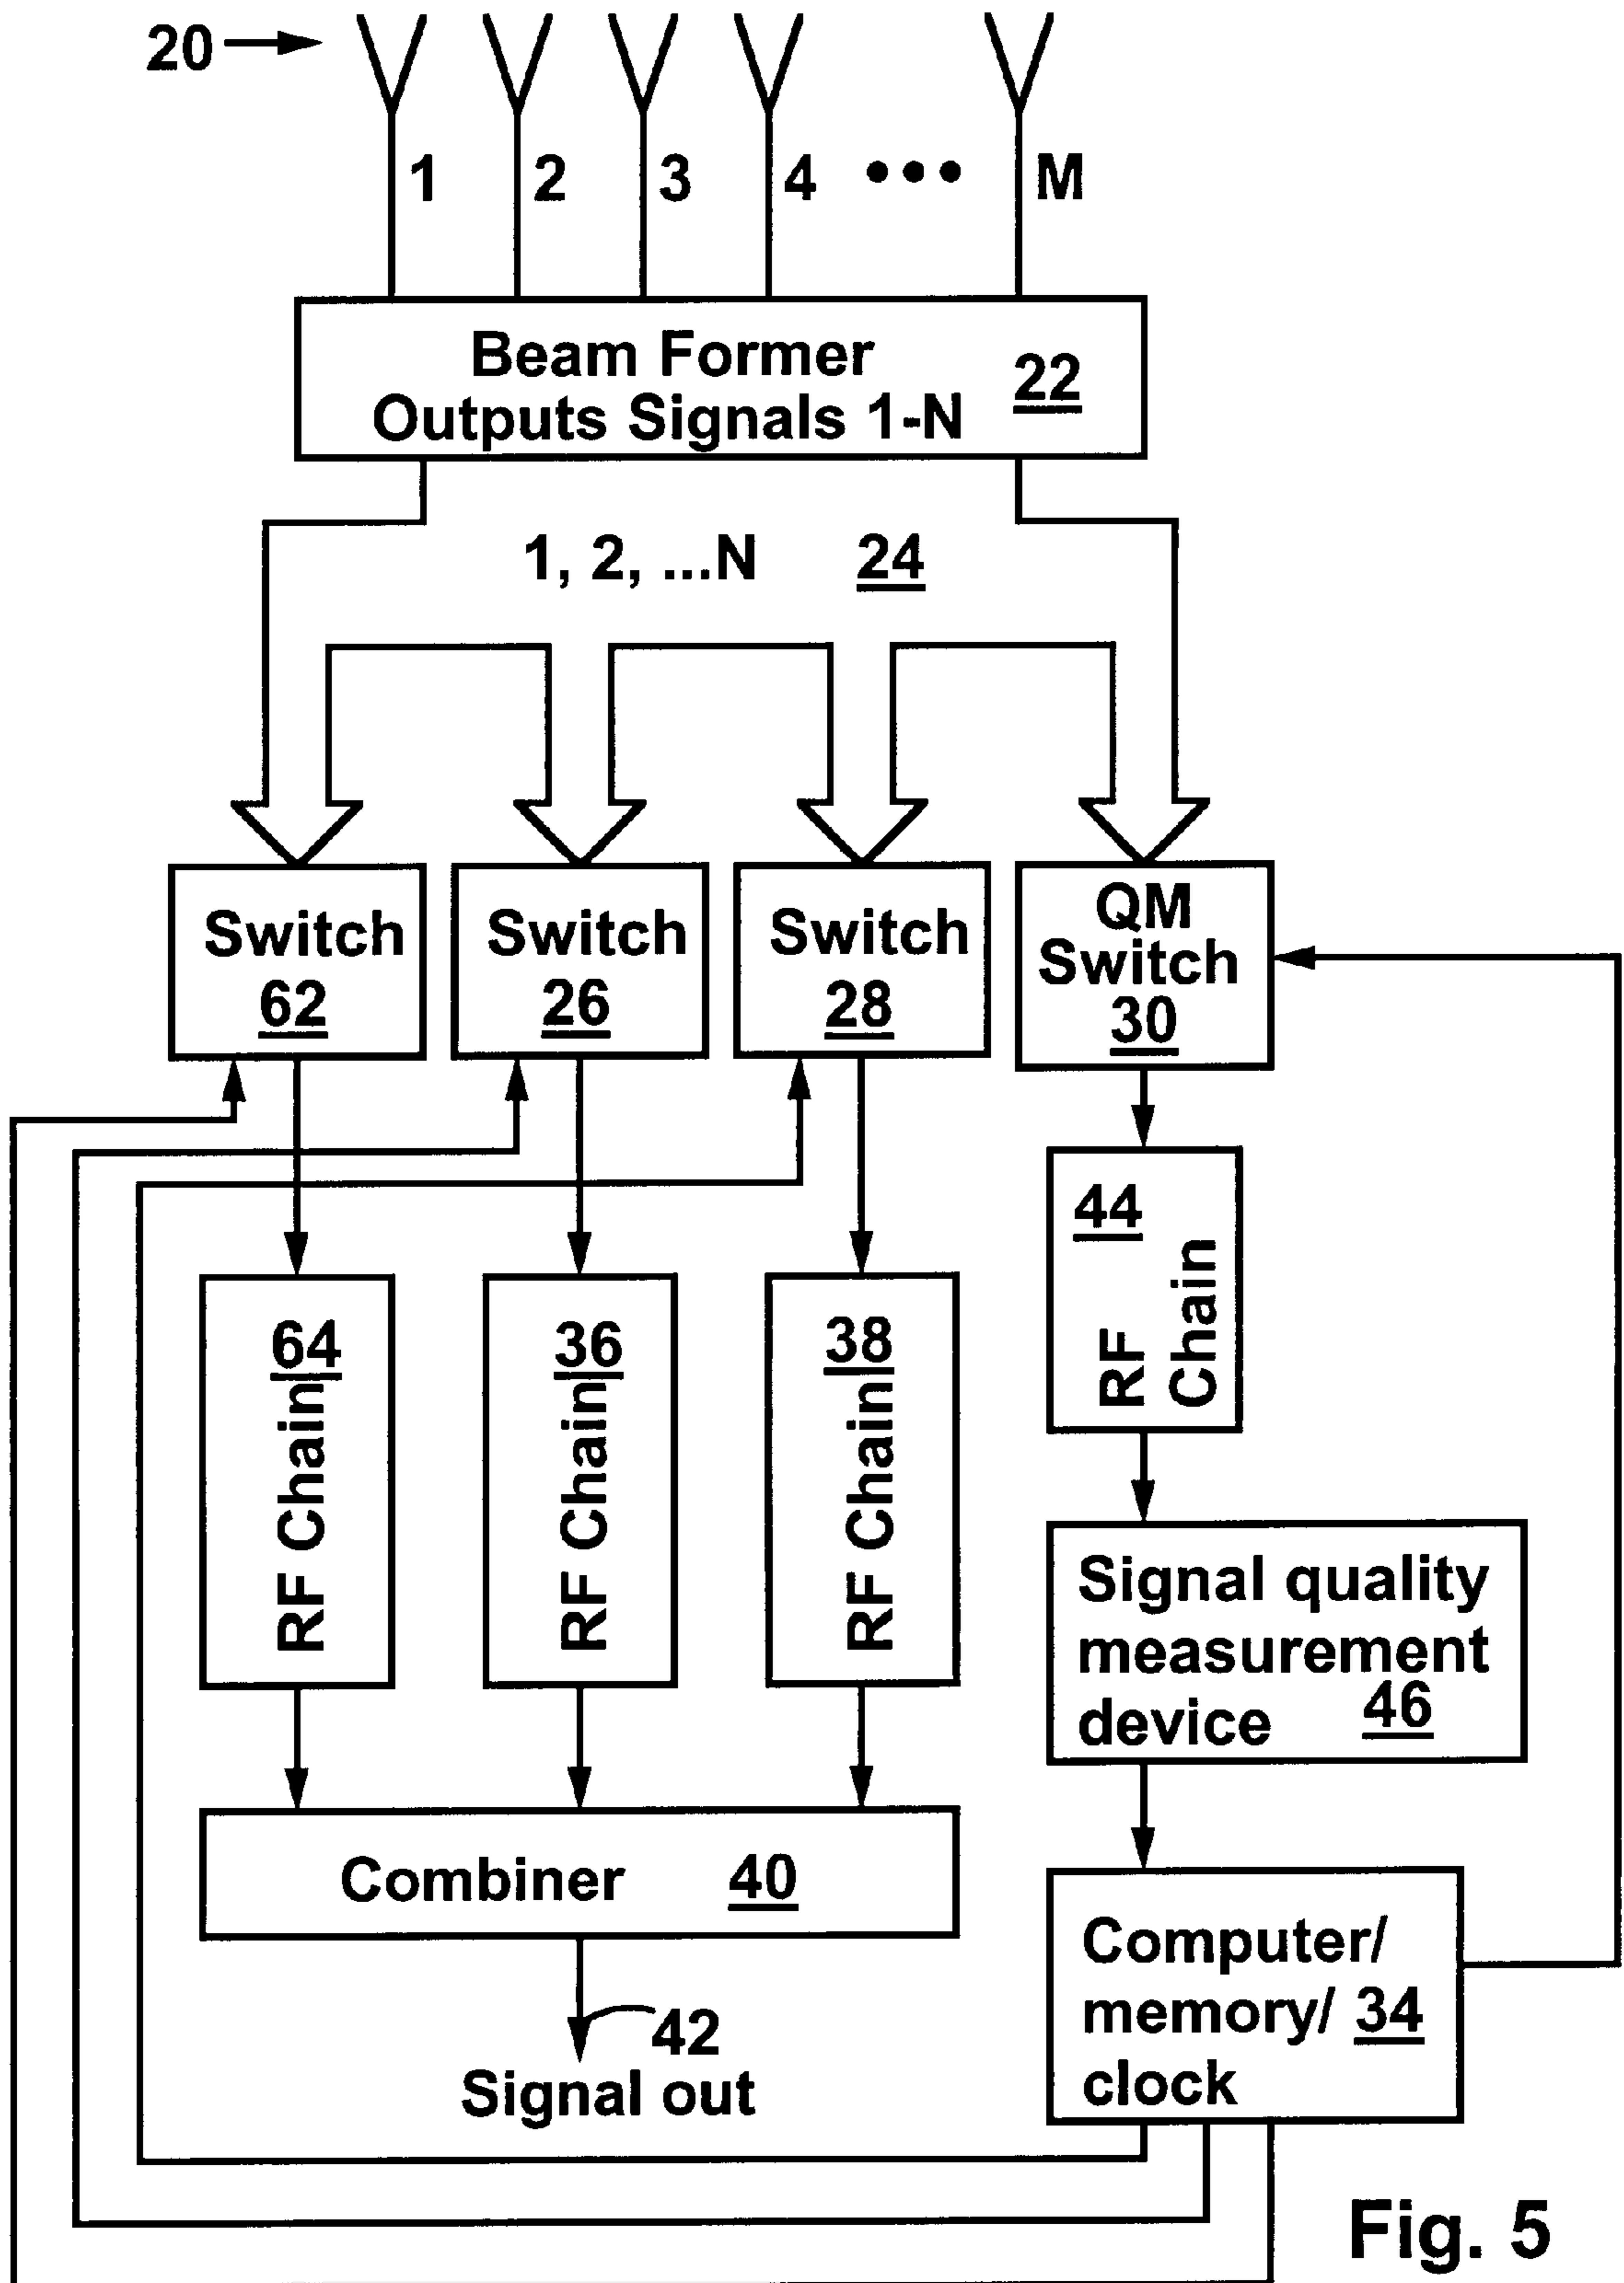 20
1 2 3 4 ••• M
Beam Former
Outputs Signals 1-N 22
1, 2, ...N 24
Switch
62
Switch
26
Switch
28
QM
Switch
30
44
RF
Chain
64
RF Chain
36
RF Chain
38
RF Chain
Signal quality
measurement
device 46
Combiner 40
Computer/
memory/ 34
clock
42
Signal out
Fig. 5